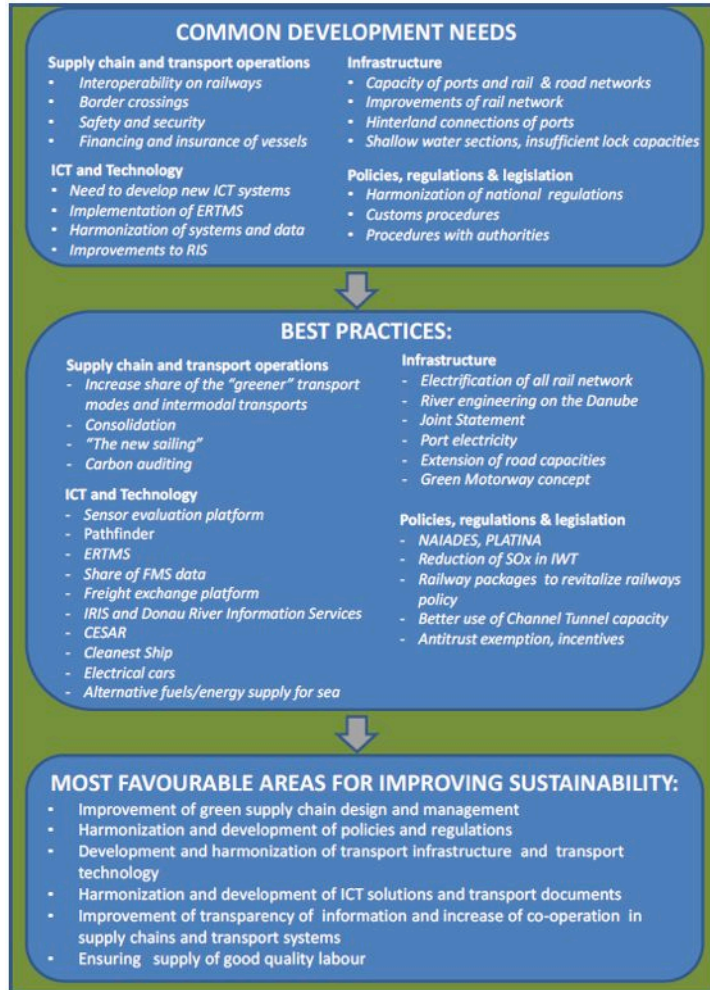 COMMON DEVELOPMENT NEEDS
Supply chain and transport operations
• Interoperability on railways
• Border crossings
• Safety and security
• Financing and insurance of vessels
ICT and Technology
• Need to develop new ICT systems
• Implementation of ERTMS
• Harmonization of systems and data
• Improvements to RIS
Infrastructure
• Capacity of ports and rail & road networks
• Improvements of rail network
• Hinterland connections of ports
• Shallow water sections, insufficient lock capacities
Policies, regulations & legislation
• Harmonization of national regulations
• Customs procedures
• Procedures with authorities
BEST PRACTICES:
Supply chain and transport operations
- Increase share of the “greener” transport
modes and intermodal transports
- Consolidation
- “The new sailing”
- Carbon auditing
ICT and Technology
- Sensor evaluation platform
- Pathfinder
- ERTMS
- Share of FMS data
- Freight exchange platform
- IRIS and Donau River Information Services
- CESAR
- Cleanest Ship
- Electrical cars
- Alternative fuels/energy supply for sea
Infrastructure
- Electrification of all rail network
- River engineering on the Danube
- Joint Statement
- Port electricity
- Extension of road capacities
- Green Motorway concept
Policies, regulations & legislation
- NAIADES, PLATINA
- Reduction of SOx in IWT
- Railway packages to revitalize railways
policy
- Better use of Channel Tunnel capacity
- Antitrust exemption, incentives
MOST FAVOURABLE AREAS FOR IMPROVING SUSTAINABILITY:
• Improvement of green supply chain design and management
• Harmonization and development of policies and regulations
• Development and harmonization of transport infrastructure and transport
technology
• Harmonization and development of ICT solutions and transport documents
• Improvement of transparency of information and increase of co-operation in
supply chains and transport systems
• Ensuring supply of good quality labour